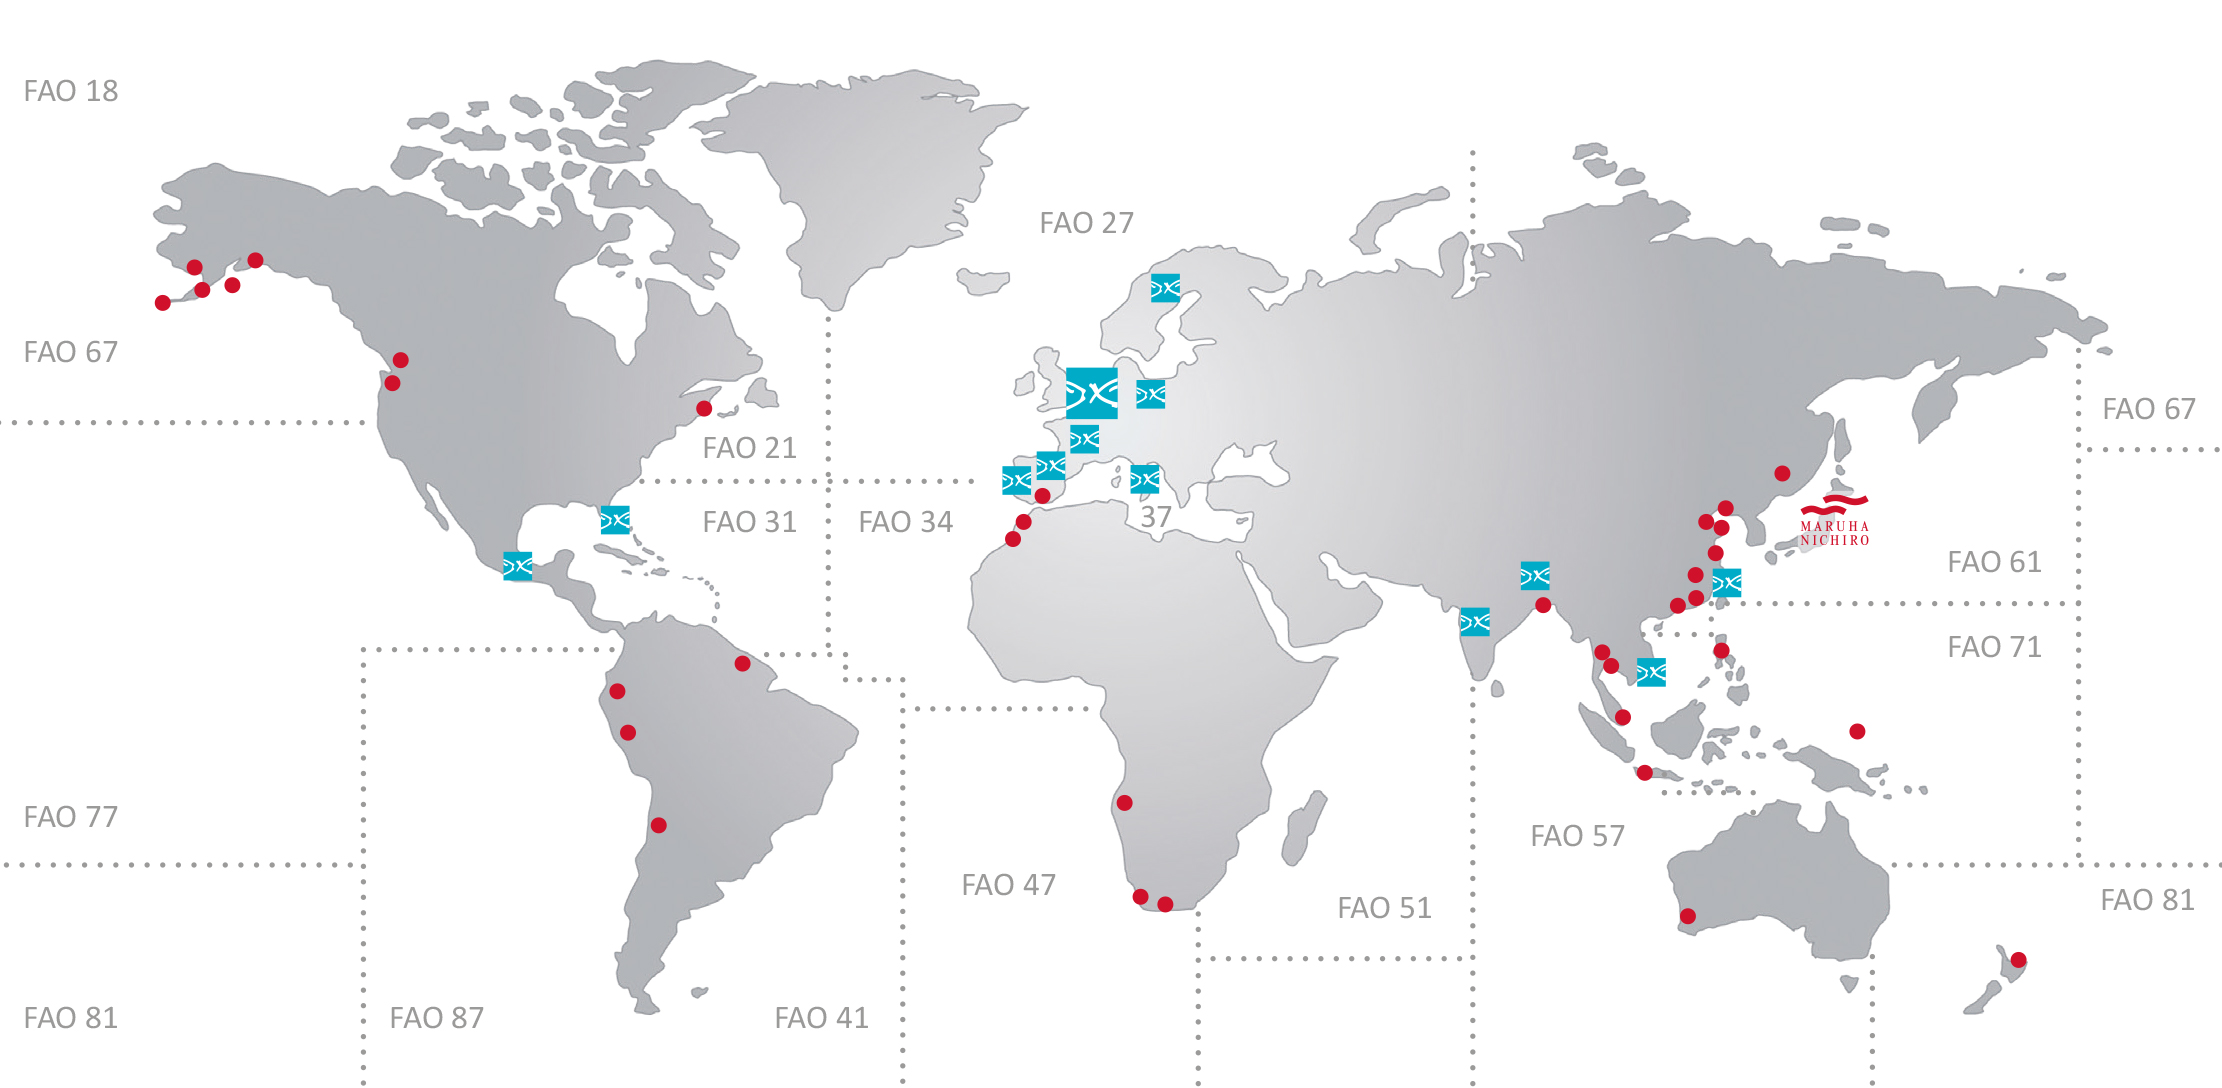 FAO 18
FAO 27
FAO 67
FAO 67
FAO 21
FAO 31
FAO 34
37
MARUHA
NICHIRO
FAO 61
FAO 71
FAO 77
FAO 57
FAO 47
FAO 51
FAO 81
FAO 81
FAO 87
FAO 41